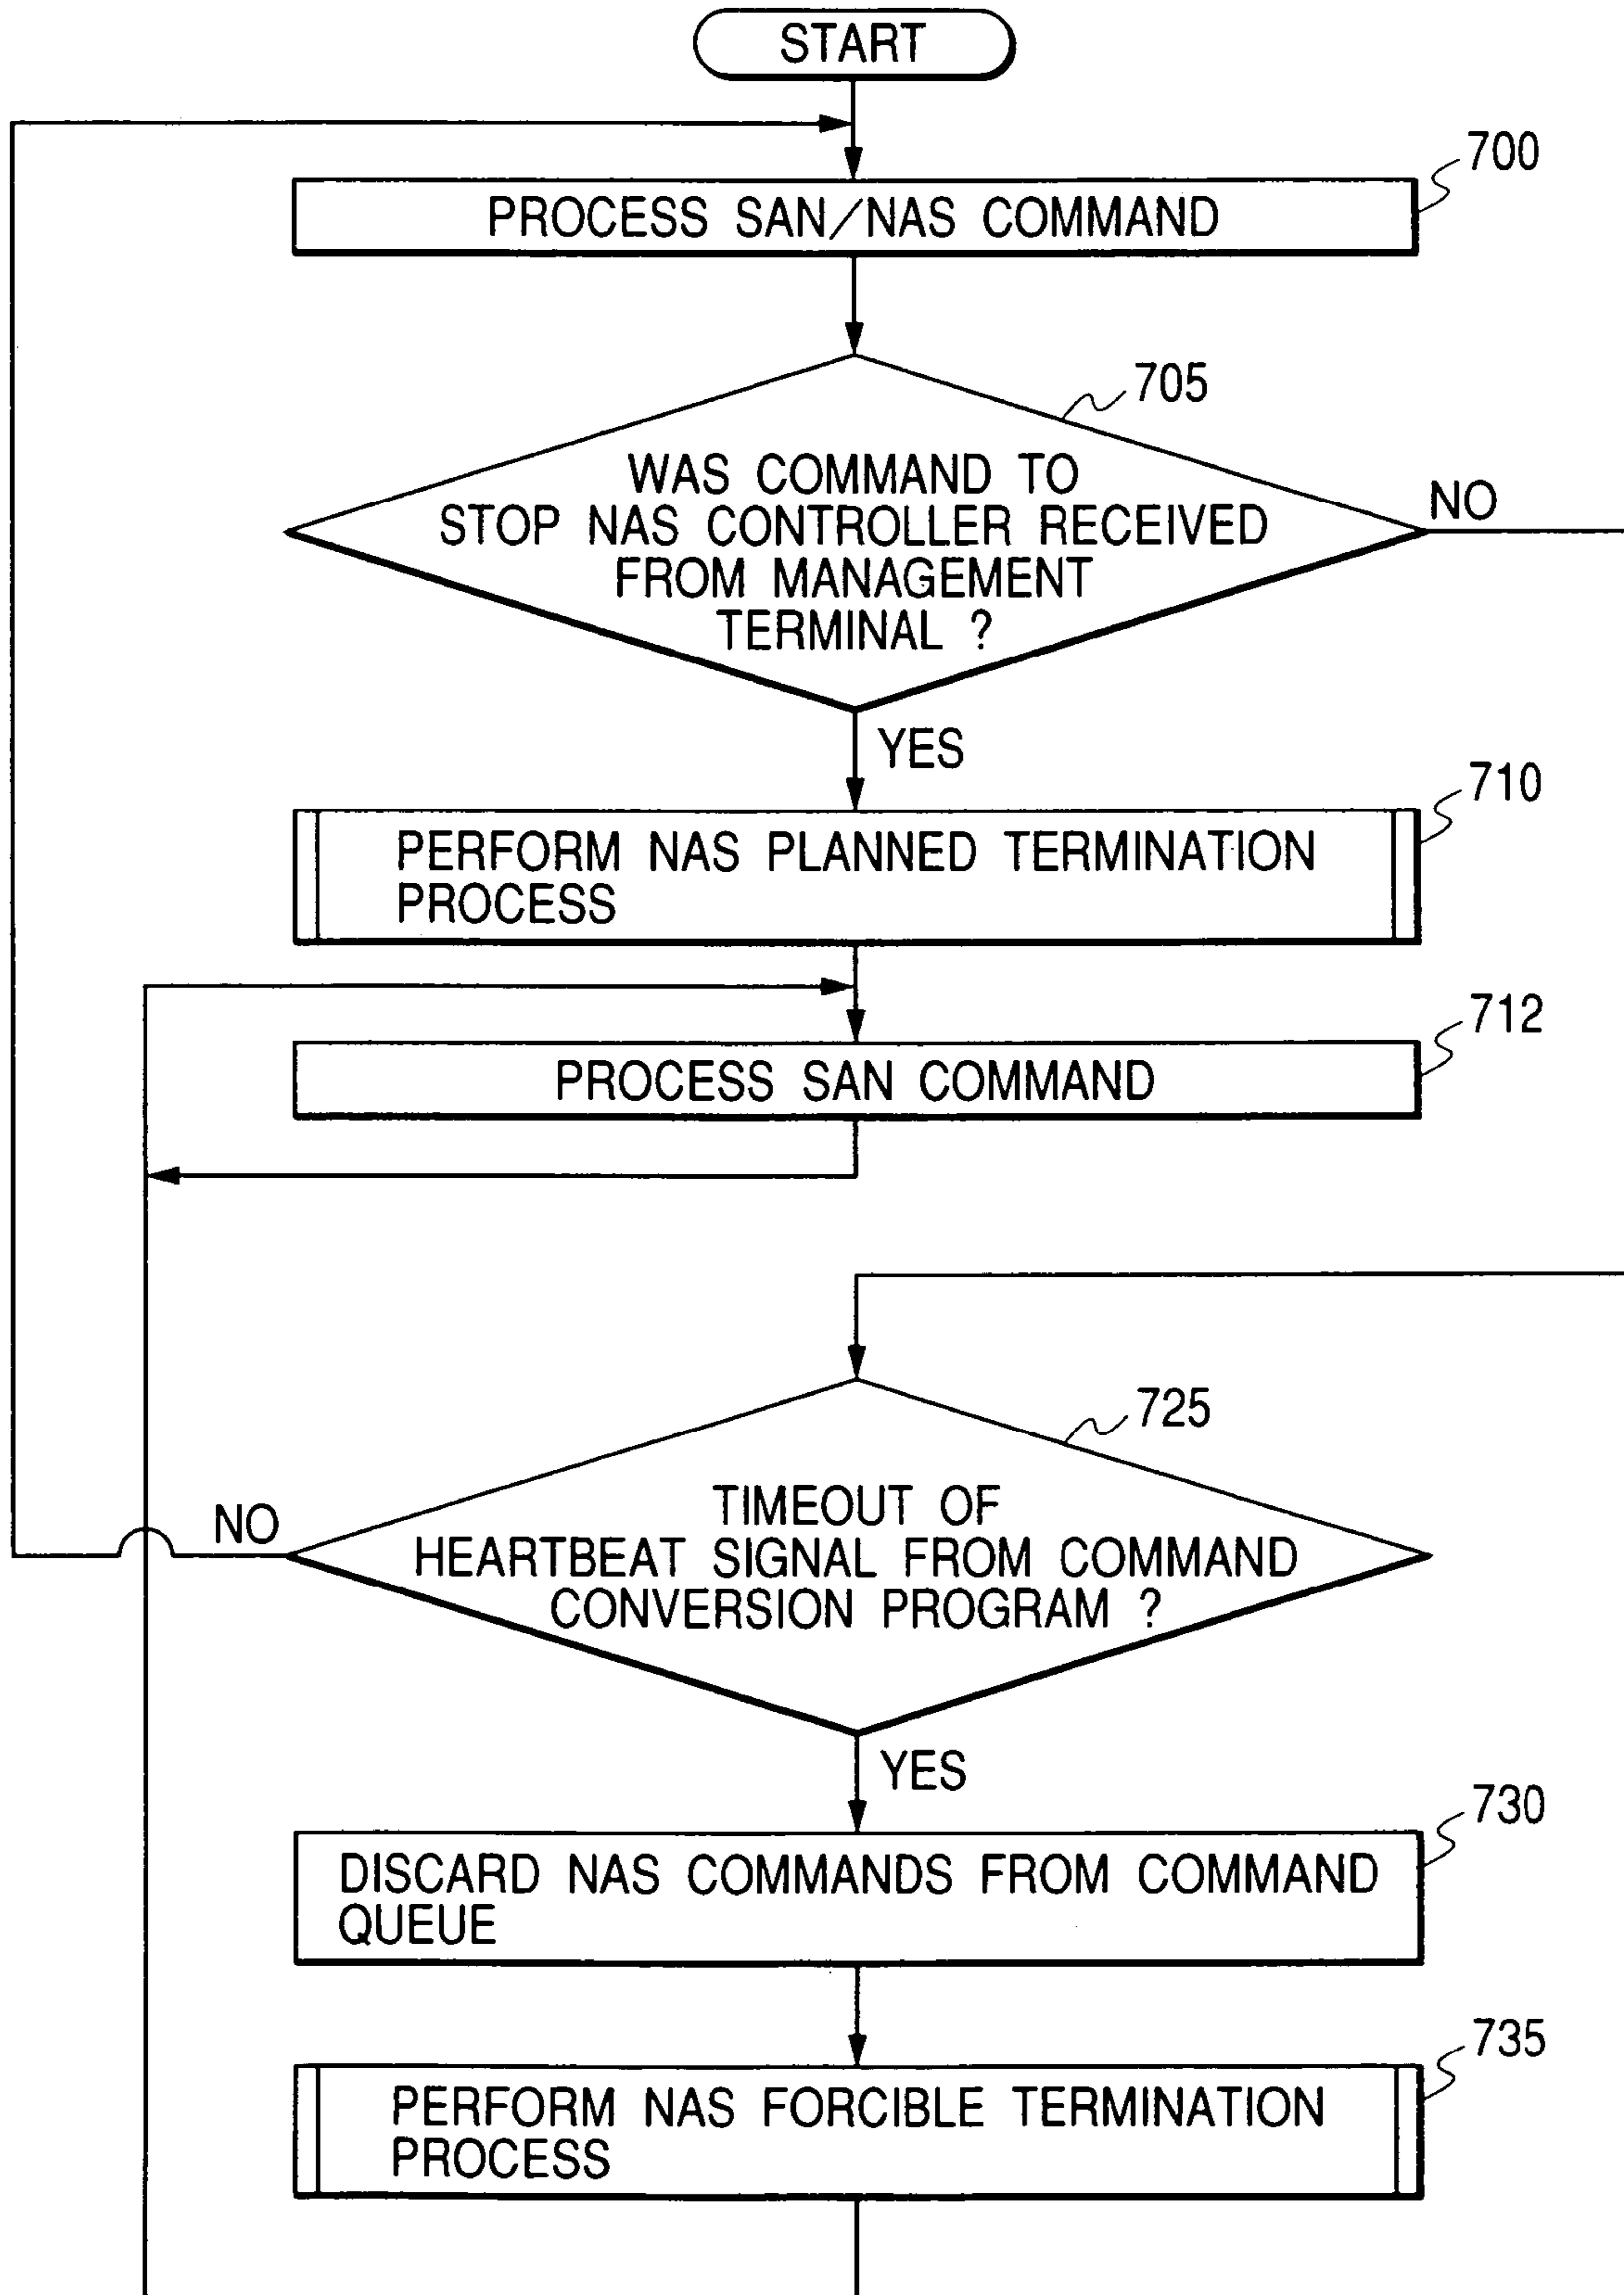 START
700
PROCESS SAN/NAS COMMAND
705
WAS COMMAND TO
STOP NAS CONTROLLER RECEIVED
FROM MANAGEMENT
TERMINAL ?
NO
YES
710
PERFORM NAS PLANNED TERMINATION
PROCESS
712
PROCESS SAN COMMAND
725
TIMEOUT OF
HEARTBEAT SIGNAL FROM COMMAND
CONVERSION PROGRAM ?
NO
YES
730
DISCARD NAS COMMANDS FROM COMMAND
QUEUE
735
PERFORM NAS FORCIBLE TERMINATION
PROCESS